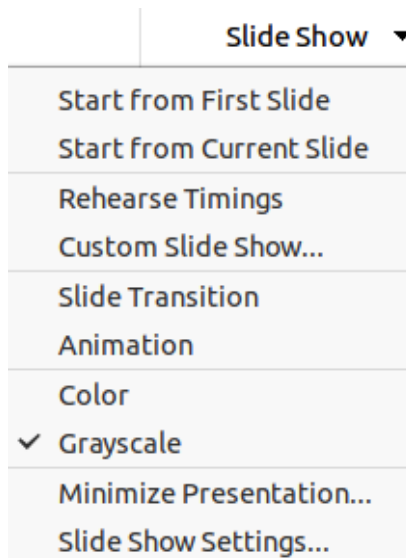 Slide Show
Start from First Slide
Start from Current Slide
Rehearse Timings
Custom Slide Show...
Slide Transition
Animation
Color
Grayscale
Minimize Presentation...
Slide Show Settings...